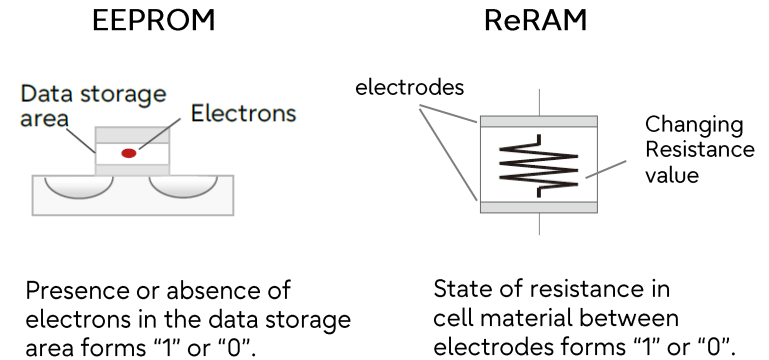 EEPROM
Data storage
area
Electrons
Presence or absence of
electrons in the data storage
area forms “1” or “0”.
ReRAM
electrodes
Changing
Resistance
value
State of resistance in
cell material between
electrodes forms “1” or “0”.